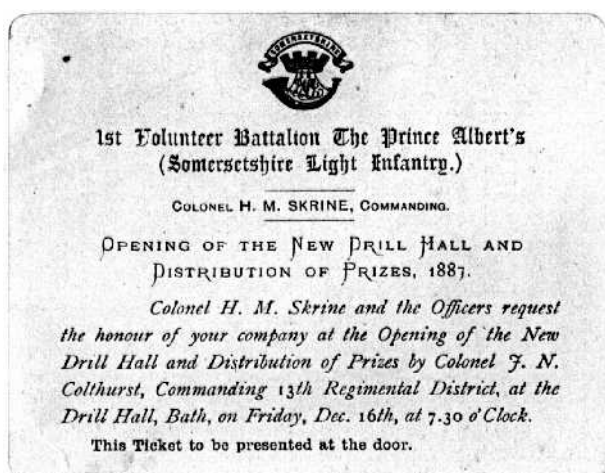 SOMERSETSHIRE
1st Volunteer Battalion The Prince Albert's
(Somersetshire Light Infantry.)
COLONEL H. M. SKRINE, COMMANDING.
OPENING OF THE NEW DRILL HALL AND
DISTRIBUTION OF PRIZES, 1887.
Colonel H. M. Skrine and the Officers request
the honour of your company at the Opening of the New
Drill Hall and Distribution of Prizes by Colonel J. N.
Colthurst, Commanding 13th Regimental District, at the
Drill Hall, Bath, on Friday, Dec. 16th, at 7.30 o'Clock.
This Ticket to be presented at the door.